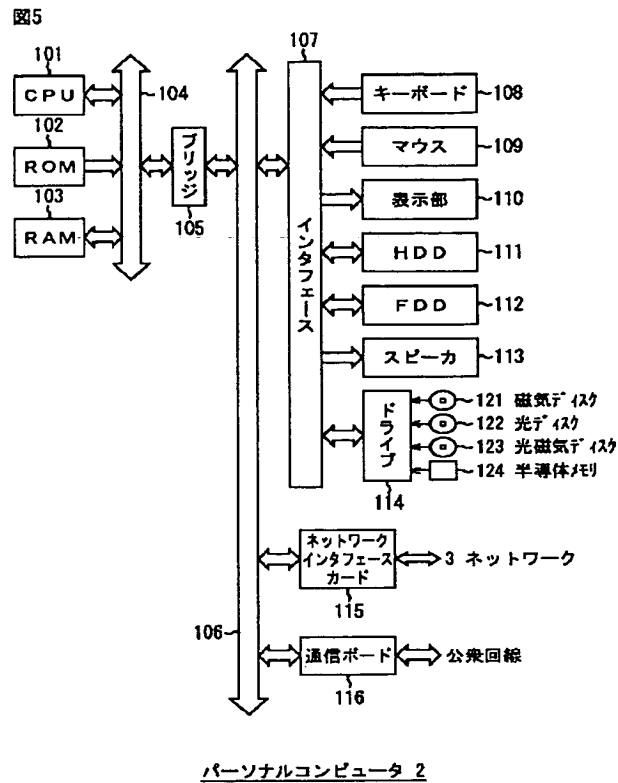 図5
101
CPU
102
ROM
103
RAM
104
ブリッジ
105
106
107
インタフェース
キーボード 108
マウス 109
表示部 110
HDD 111
FDD 112
スピーカ 113
ドライブ
114
121 磁気ディスク
122 光ディスク
123 光磁気ディスク
124 半導体メモリ
ネットワーク
インタフェース
カード
115
3 ネットワーク
通信ボード
116
公衆回線
パーソナルコンピュータ 2